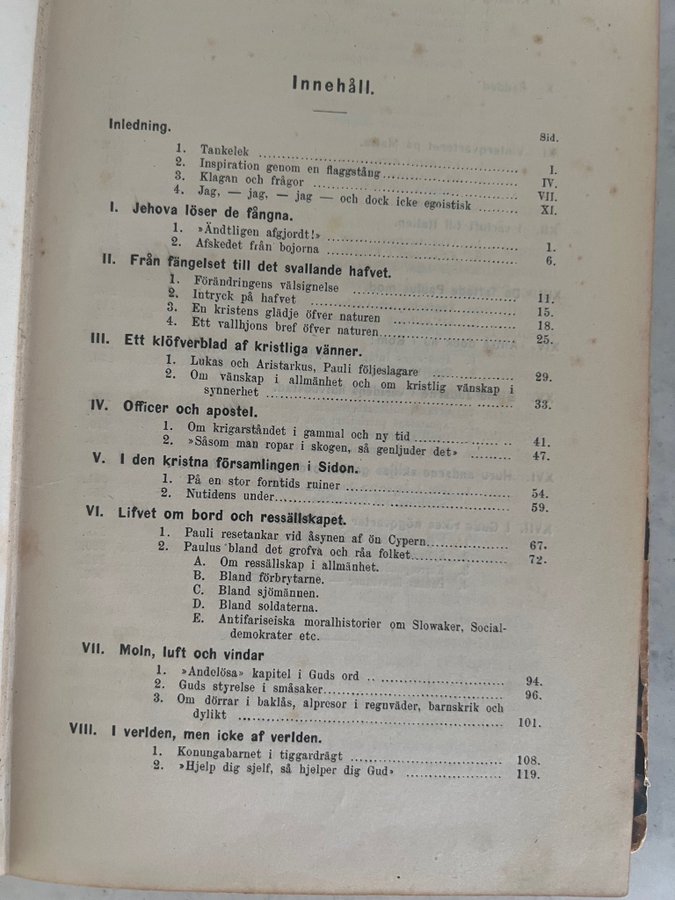 Innehåll.
Inledning.
Sid.
1. Tankelek ........ I.
2. Inspiration genom en flaggstång ........ IV.
3. Klagan och frågor ........ VII.
4. Jag, — jag, — jag — och dock icke egoistisk ........ XI.
I. Jehova löser de fångna.
1. »Ändtligen afgjordt!» ........ 1.
2. Afskedet från bojorna ........ 6.
II. Från fängelset till det svallande hafvet.
1. Förändringens välsignelse ........ 11.
2. Intryck på hafvet ........ 15.
3. En kristens glädje öfver naturen ........ 18.
4. Ett vallhjons bref öfver naturen ........ 25.
III. Ett klöfverblad af kristliga vänner.
1. Lukas och Aristarkus, Pauli följeslagare ........ 29.
2. Om vänskap i allmänhet och om kristlig vänskap i
synnerhet ........ 33.
IV. Officer och apostel.
1. Om krigarståndet i gammal och ny tid ........ 41.
2. »Såsom man ropar i skogen, så genljuder det» ........ 47.
V. I den kristna församlingen i Sidon.
1. På en stor forntids ruiner ........ 54.
2. Nutidens under ........ 59.
VI. Lifvet om bord och ressällskapet.
1. Pauli resetankar vid åsynen af ön Cypern ........ 67.
2. Paulus bland det grofva och råa folket ........ 72.
A. Om ressällskap i allmänhet.
B. Bland förbrytarne.
C. Bland sjömännen.
D. Bland soldaterna.
E. Antifariseiska moralhistorier om Slowaker, Social-
demokrater etc.
VII. Moln, luft och vindar
1. »Andelösa» kapitel i Guds ord ........ 94.
2. Guds styrelse i småsaker ........ 96.
3. Om dörrar i baklås, alpresor i regnväder, barnskrik och
dylikt ........ 101.
VIII. I verlden, men icke af verlden.
1. Konungabarnet i tiggardrägt ........ 108.
2. »Hjelp dig sjelf, så hjelper dig Gud» ........ 119.